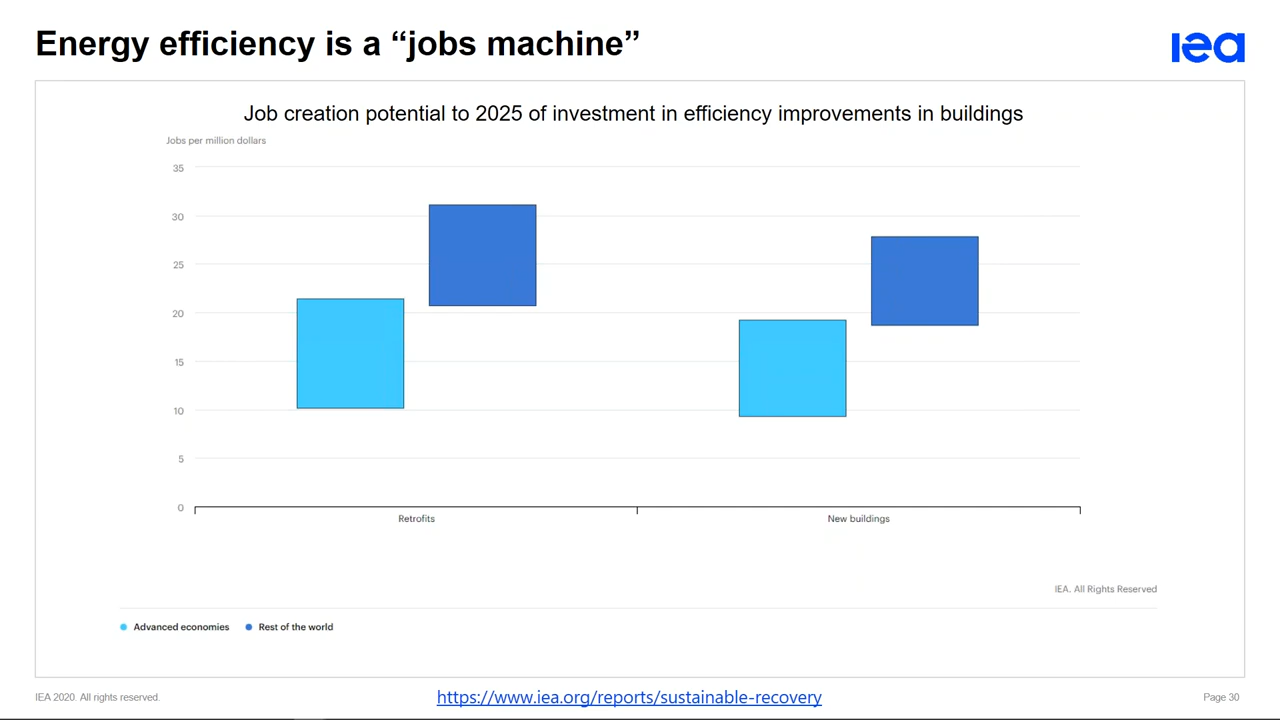 Energy efficiency is a “jobs machine”
iea
Job creation potential to 2025 of investment in efficiency improvements in buildings
Jobs per million dollars
35
30
25
20
15
10
5
0
Retrofits
New buildings
IEA. All Rights Reserved
Advanced economies
Rest of the world
IEA 2020. All rights reserved.
https://www.iea.org/reports/sustainable-recovery
Page 30